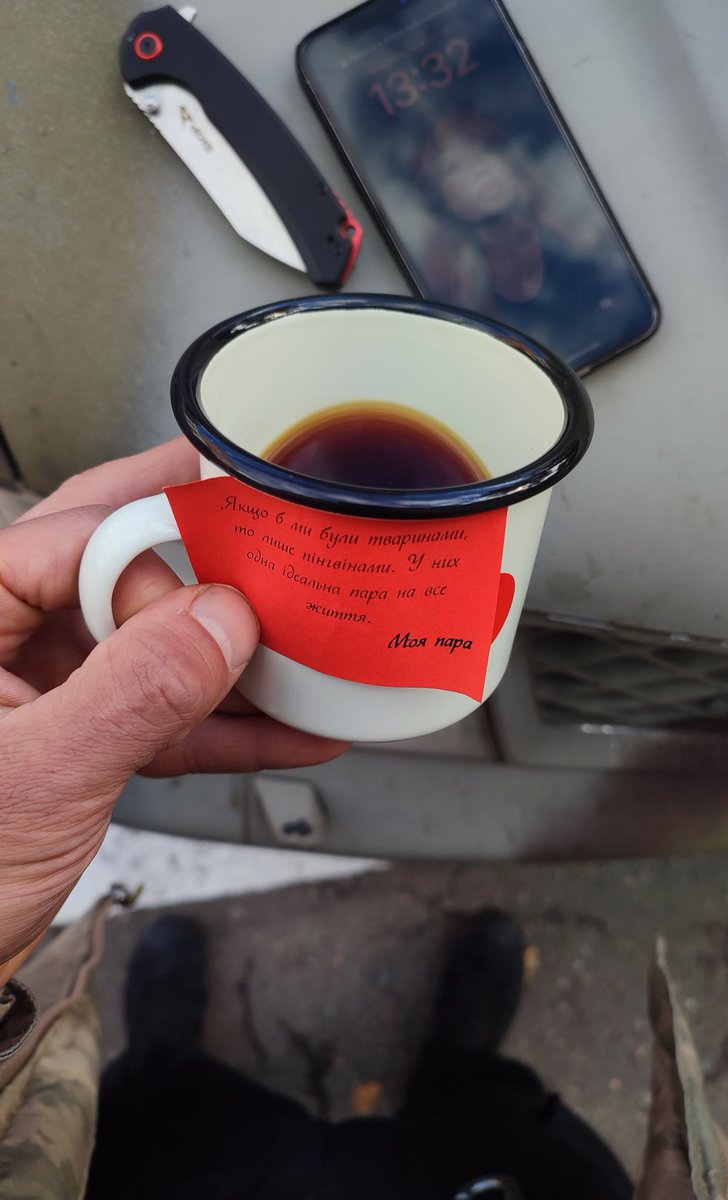 13:32
Якщо б ми були тваринами,
то лише пінгвінами. У них
одна ідеальна пара на все
життя.
Моя пара